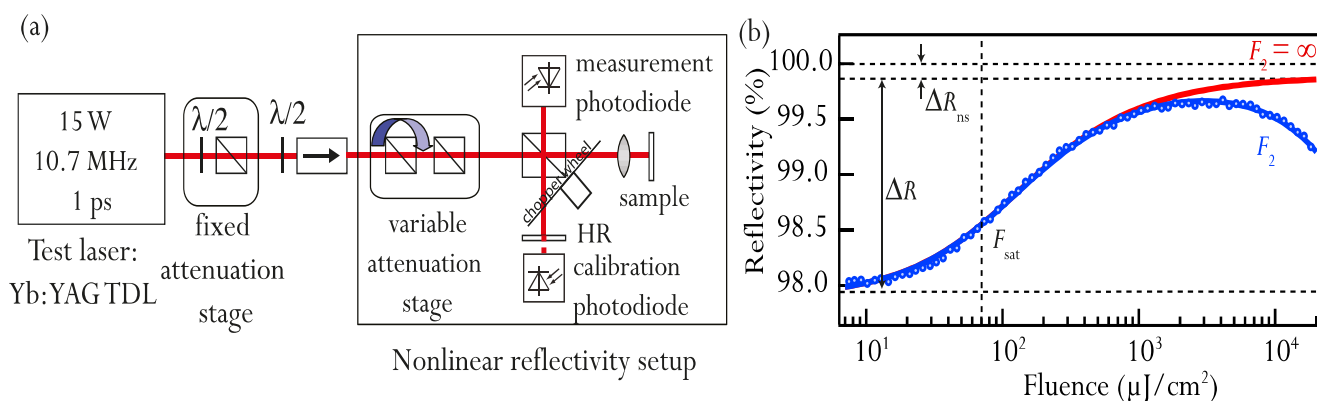 (a)
15 W
10.7 MHz
1 ps
Test laser:
Yb:YAG TDL
λ/2
λ/2
fixed
attenuation
stage
variable
attenuation
stage
measurement
photodiode
chopper wheel
sample
HR
calibration
photodiode
Nonlinear reflectivity setup
(b)
Reflectivity (%)
100.0
99.5
99.0
98.5
98.0
F₂ = ∞
ΔRₙₛ
ΔR
F₂
F_sat
10¹
10²
10³
10⁴
Fluence (µJ/cm²)